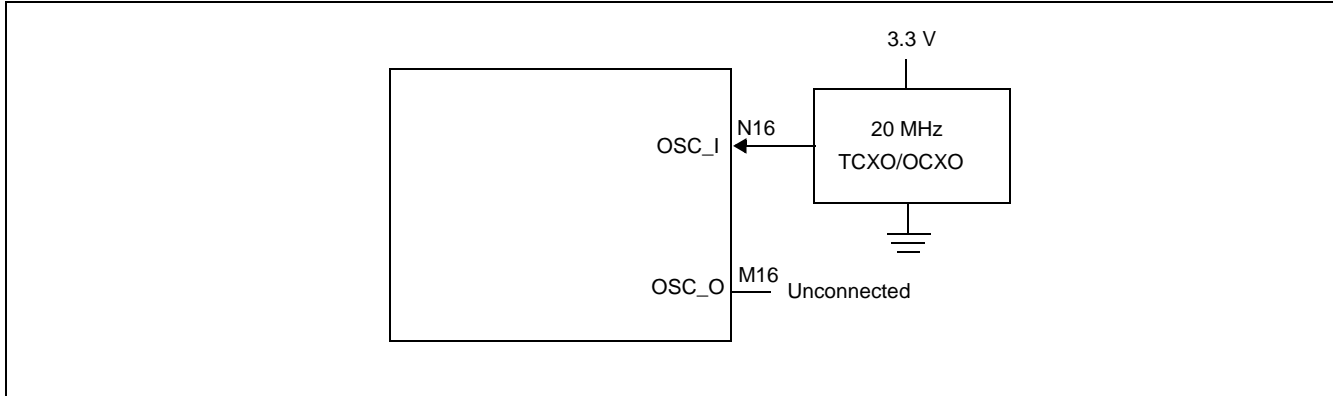 3.3 V
N16
20 MHz
OSC_I
TCXO/OCXO
M16
OSC_O
Unconnected